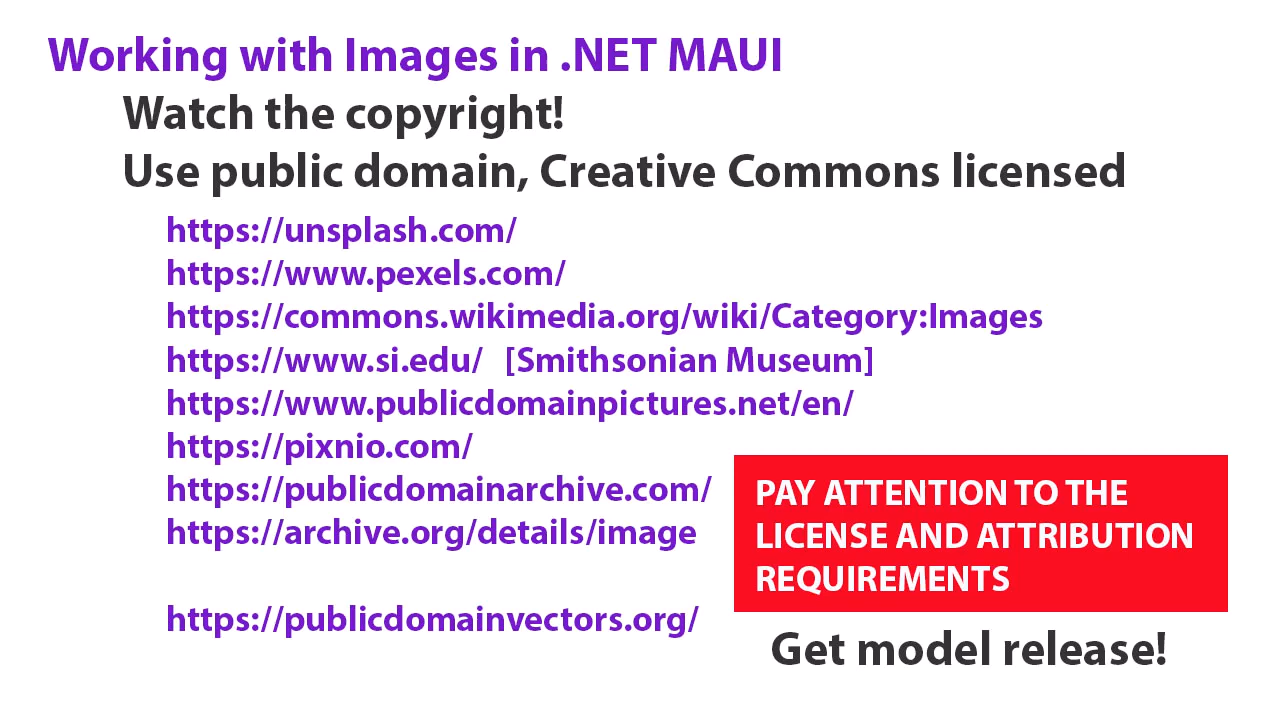 Working with Images in .NET MAUI
Watch the copyright!
Use public domain, Creative Commons licensed
https://unsplash.com/
https://www.pexels.com/
https://commons.wikimedia.org/wiki/Category:Images
https://www.si.edu/ [Smithsonian Museum]
https://www.publicdomainpictures.net/en/
https://pixnio.com/
https://publicdomainarchive.com/
https://archive.org/details/image
https://publicdomainvectors.org/
PAY ATTENTION TO THE
LICENSE AND ATTRIBUTION
REQUIREMENTS
Get model release!